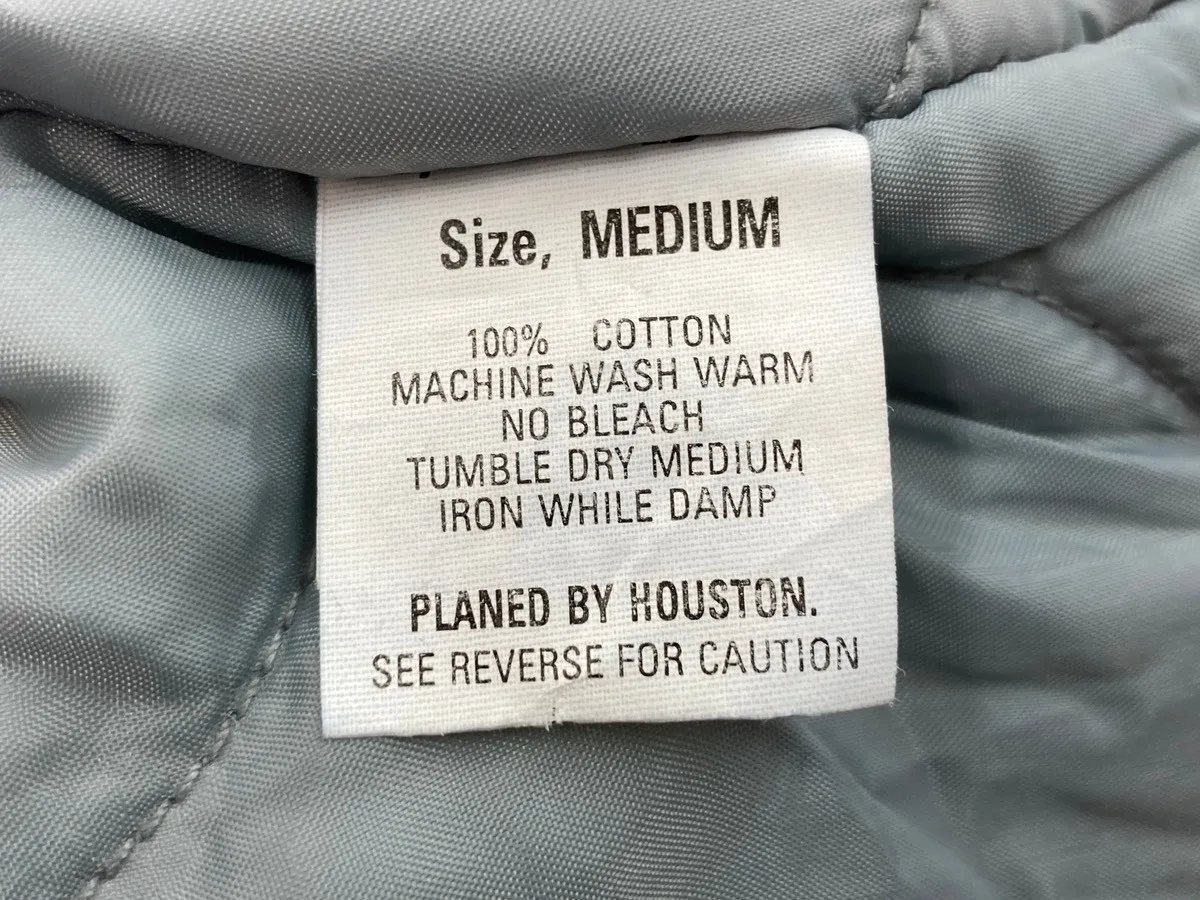 Size, MEDIUM
100% COTTON
MACHINE WASH WARM
NO BLEACH
TUMBLE DRY MEDIUM
IRON WHILE DAMP
PLANED BY HOUSTON.
SEE REVERSE FOR CAUTION